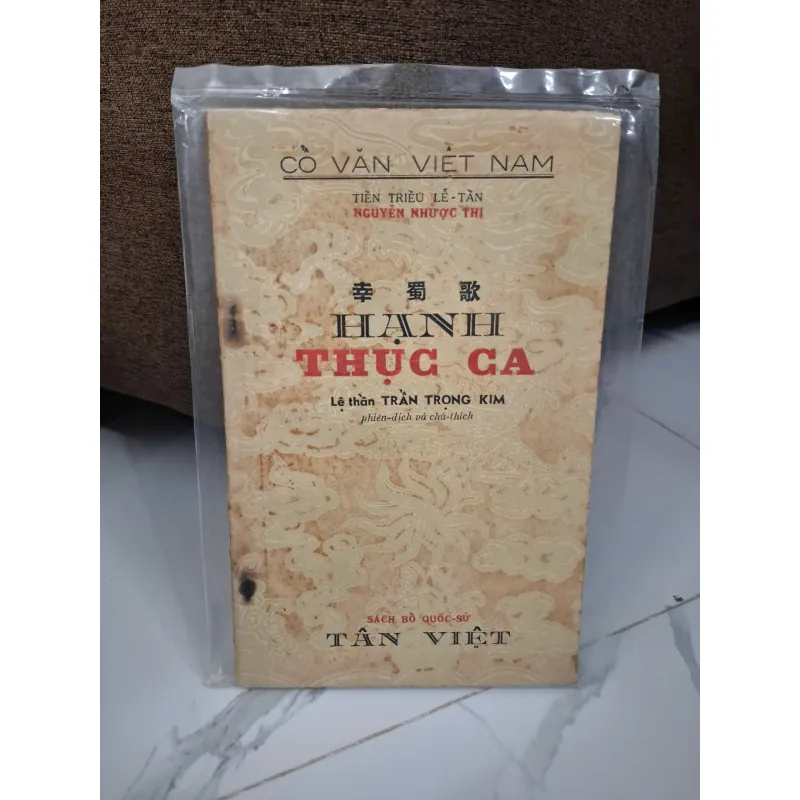 CỔ VĂN VIỆT NAM
TIỀN TRIỀU LỄ-TẦN
NGUYỄN NHƯỢC THỊ
幸蜀歌
HẠNH
THỤC CA
Lệ thần TRẦN TRỌNG KIM
phiên-dịch và chú-thích
SÁCH BỔ QUỐC-SỬ
TÂN VIỆT